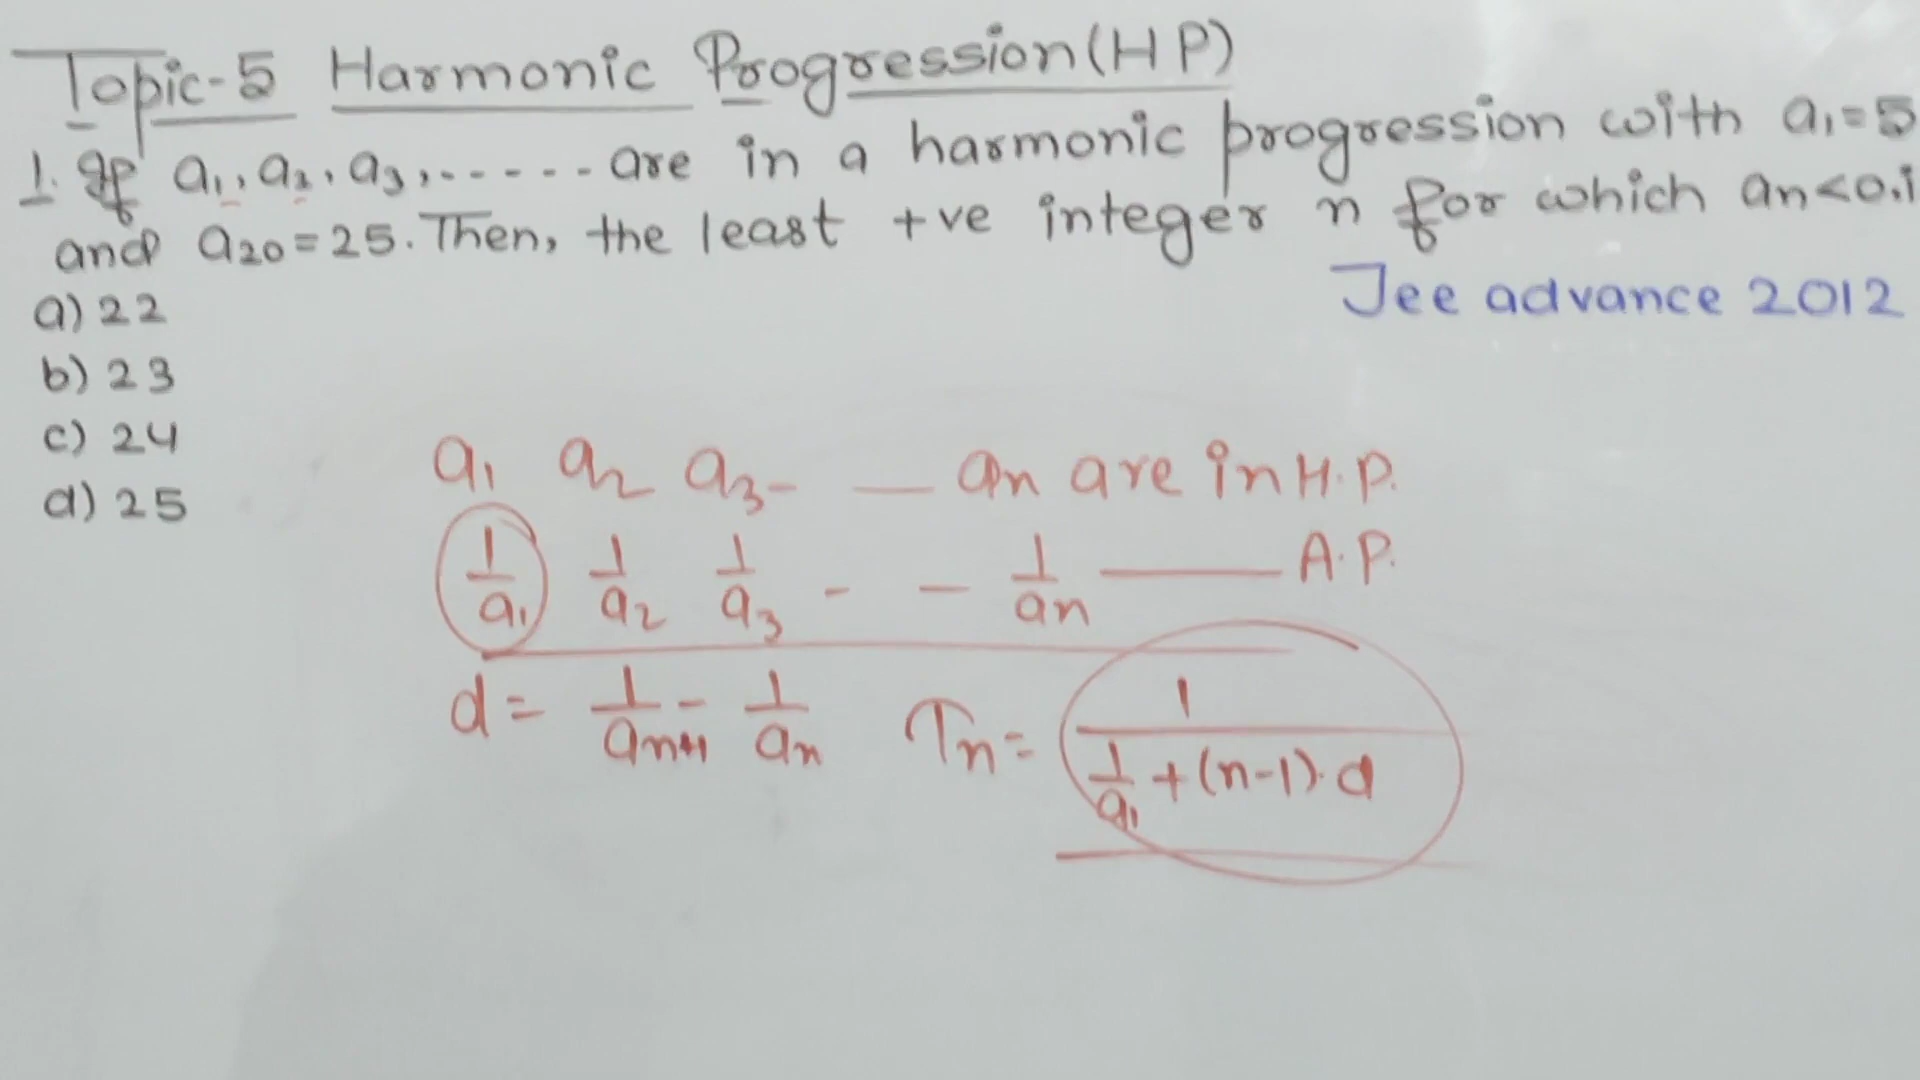 Topic-5 Harmonic Progression (HP)
1. If a₁, a₂, a₃, ...... are in a harmonic progression with a₁=5
and a₂₀=25. Then, the least +ve integer n for which an<0, i
a) 22
Jee advance 2012
b) 23
c) 24
d) 25
a₁ a₂ a₃- — an are in H.P.
1/a₁ 1/a₂ 1/a₃ - - 1/an — A.P.
d = 1/an+1 - 1/an Tn = 1/(1/a₁ + (n-1).d)